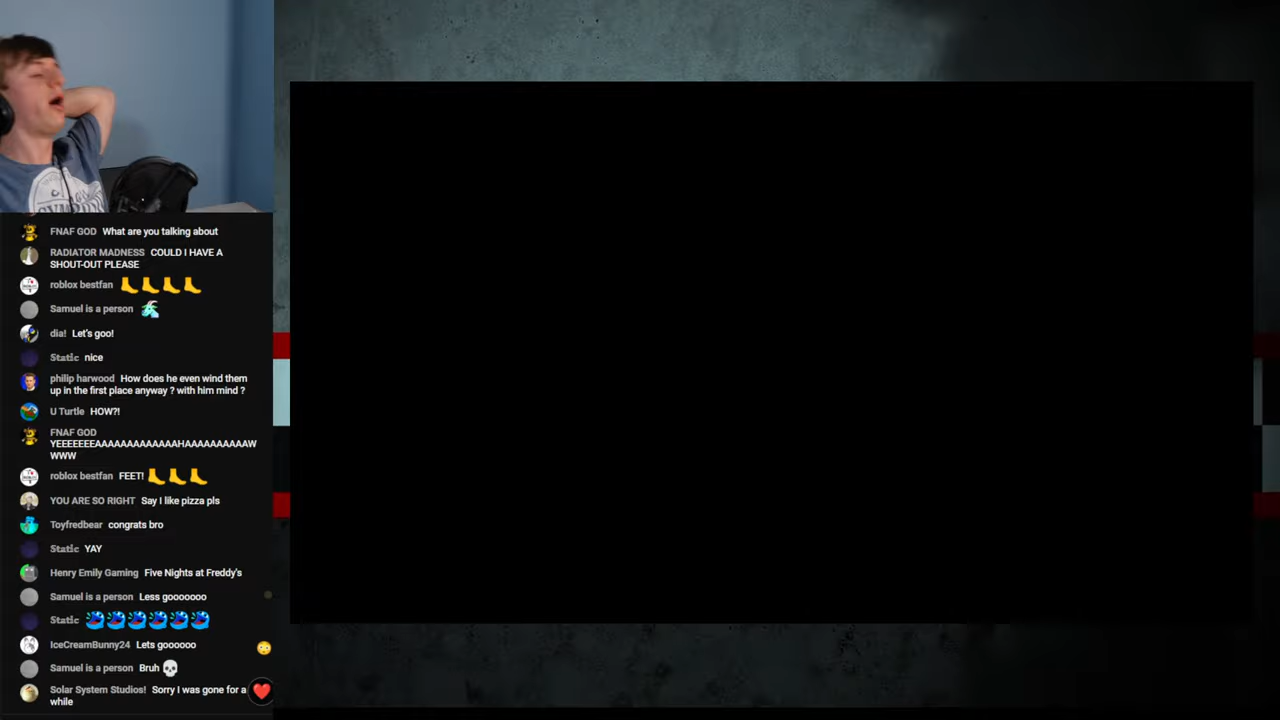 FNAF GOD What are you talking about
RADIATOR MADNESS COULD I HAVE A
SHOUT-OUT PLEASE
roblox bestfan
Samuel is a person
dia! Let's goo!
Static nice
philip harwood How does he even wind them
up in the first place anyway ? with him mind ?
U Turtle HOW?!
FNAF GOD
YEEEEEEEAAAAAAAAAAAAAHAAAAAAAAAAW
WWW
roblox bestfan FEET!
YOU ARE SO RIGHT Say I like pizza pls
Toyfredbear congrats bro
Static YAY
Henry Emily Gaming Five Nights at Freddy's
Samuel is a person Less gooooooo
Static
IceCreamBunny24 Lets goooooo
Samuel is a person Bruh
Solar System Studios! Sorry I was gone for a
while